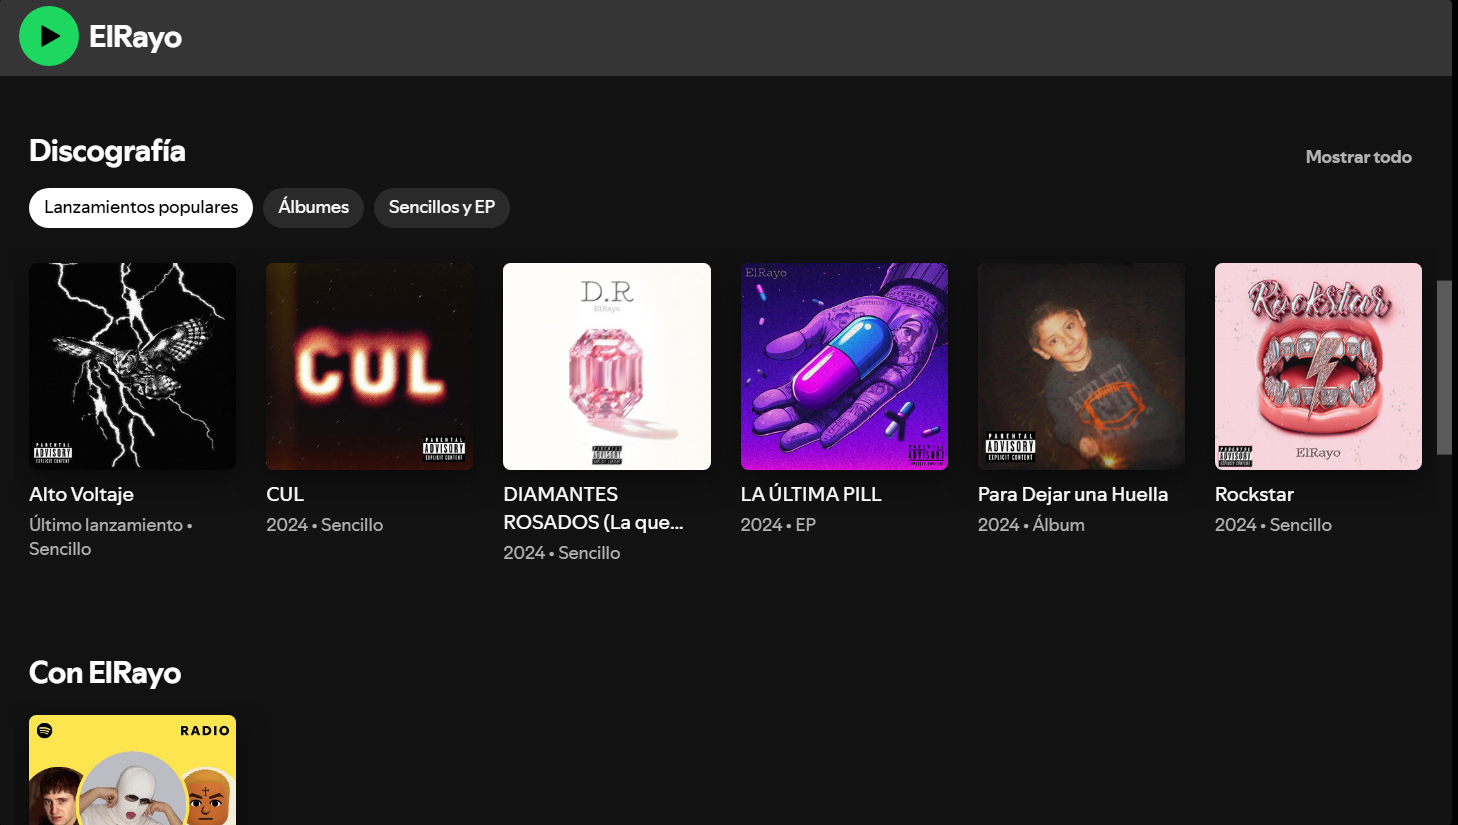 ElRayo
Discografía
Mostrar todo
Lanzamientos populares
Álbumes
Sencillos y EP
PARENTAL
ADVISORY
EXPLICIT CONTENT
CUL
PARENTAL
ADVISORY
EXPLICIT CONTENT
D.R
ElRayo
PARENTAL
ADVISORY
EXPLICIT CONTENT
ElRayo
PARENTAL
ADVISORY
EXPLICIT CONTENT
PARENTAL
ADVISORY
EXPLICIT CONTENT
Rockstar
PARENTAL
ADVISORY
EXPLICIT CONTENT
ElRayo
Alto Voltaje
Último lanzamiento •
Sencillo
CUL
2024 • Sencillo
DIAMANTES
ROSADOS (La que...
2024 • Sencillo
LA ÚLTIMA PILL
2024 • EP
Para Dejar una Huella
2024 • Álbum
Rockstar
2024 • Sencillo
Con ElRayo
RADIO